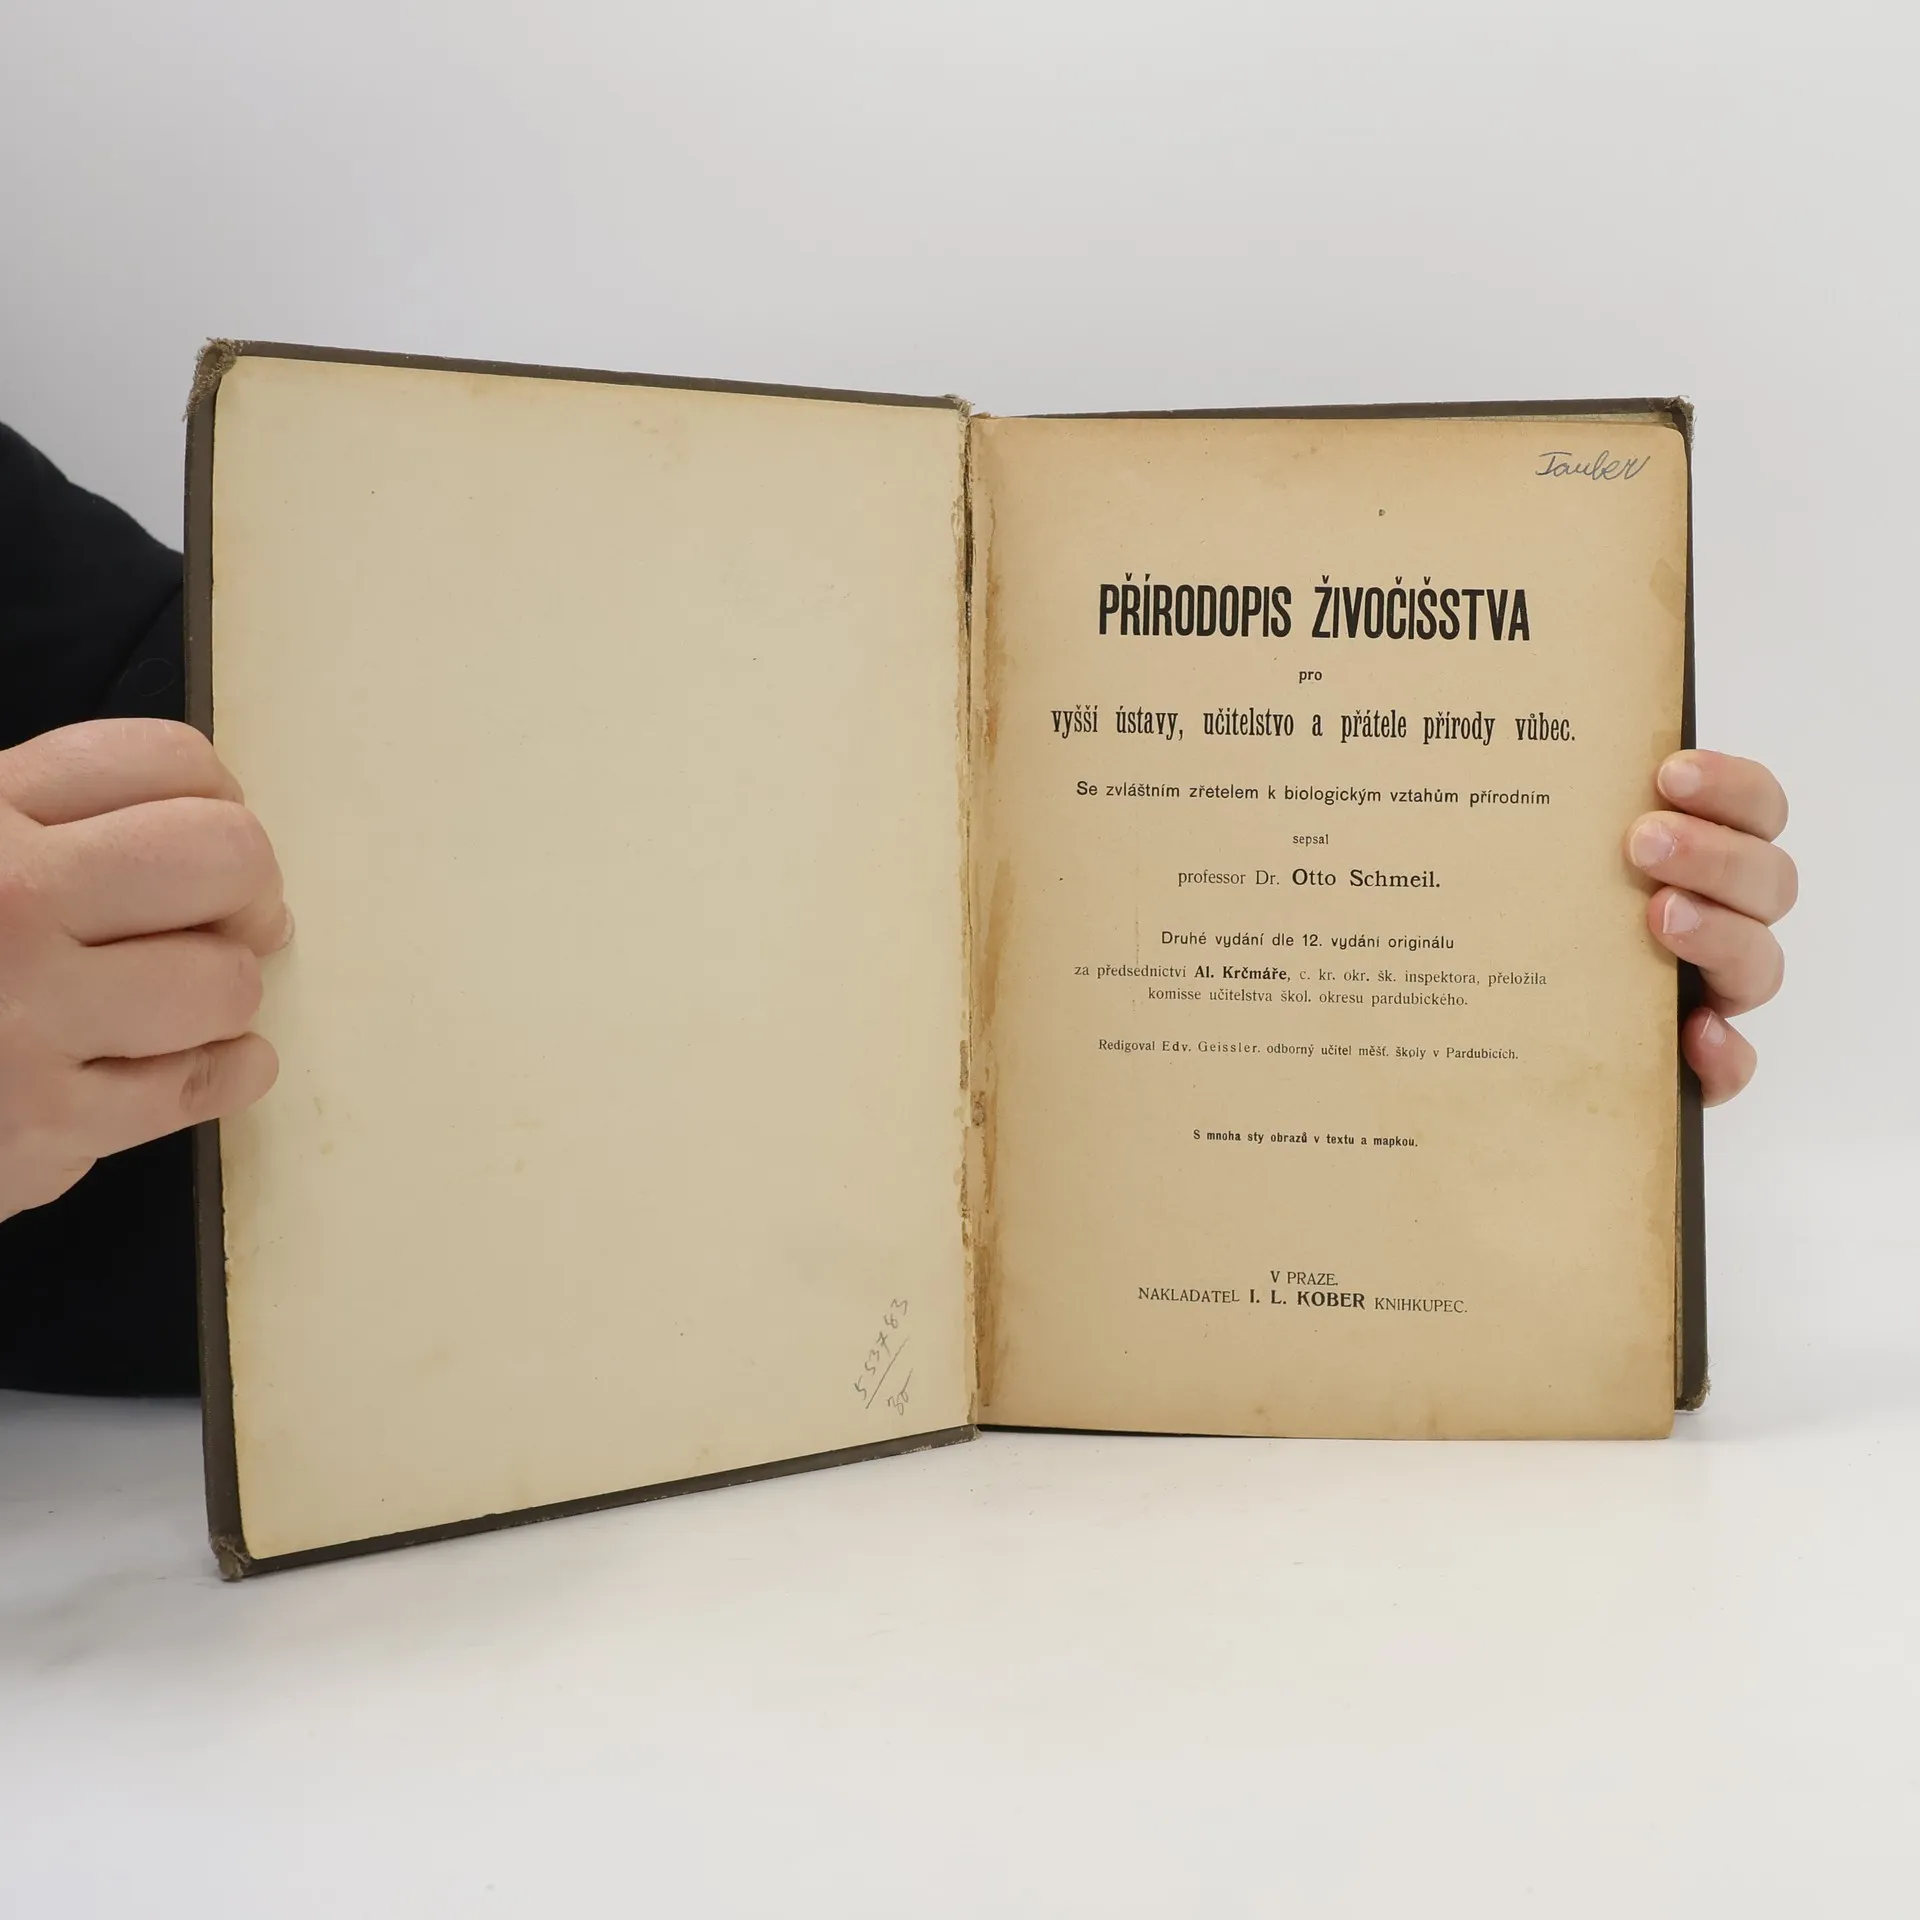 Tauber
PŘÍRODOPIS ŽIVOČIŠSTVA
pro
vyšší ústavy, učitelstvo a přátele přírody vůbec.
Se zvláštním zřetelem k biologickým vztahům přírodním
sepsal
professor Dr. Otto Schmeil.
Druhé vydání dle 12. vydání originálu
za předsednictví Al. Krčmáře, c. kr. okr. šk. inspektora, přeložila
komisse učitelstva škol. okresu pardubického.
Redigoval Edv. Geissler. odborný učitel měšť. školy v Pardubicích.
S mnoha sty obrazů v textu a mapkou.
V PRAZE.
NAKLADATEL I. L. KOBER KNIHKUPEC.